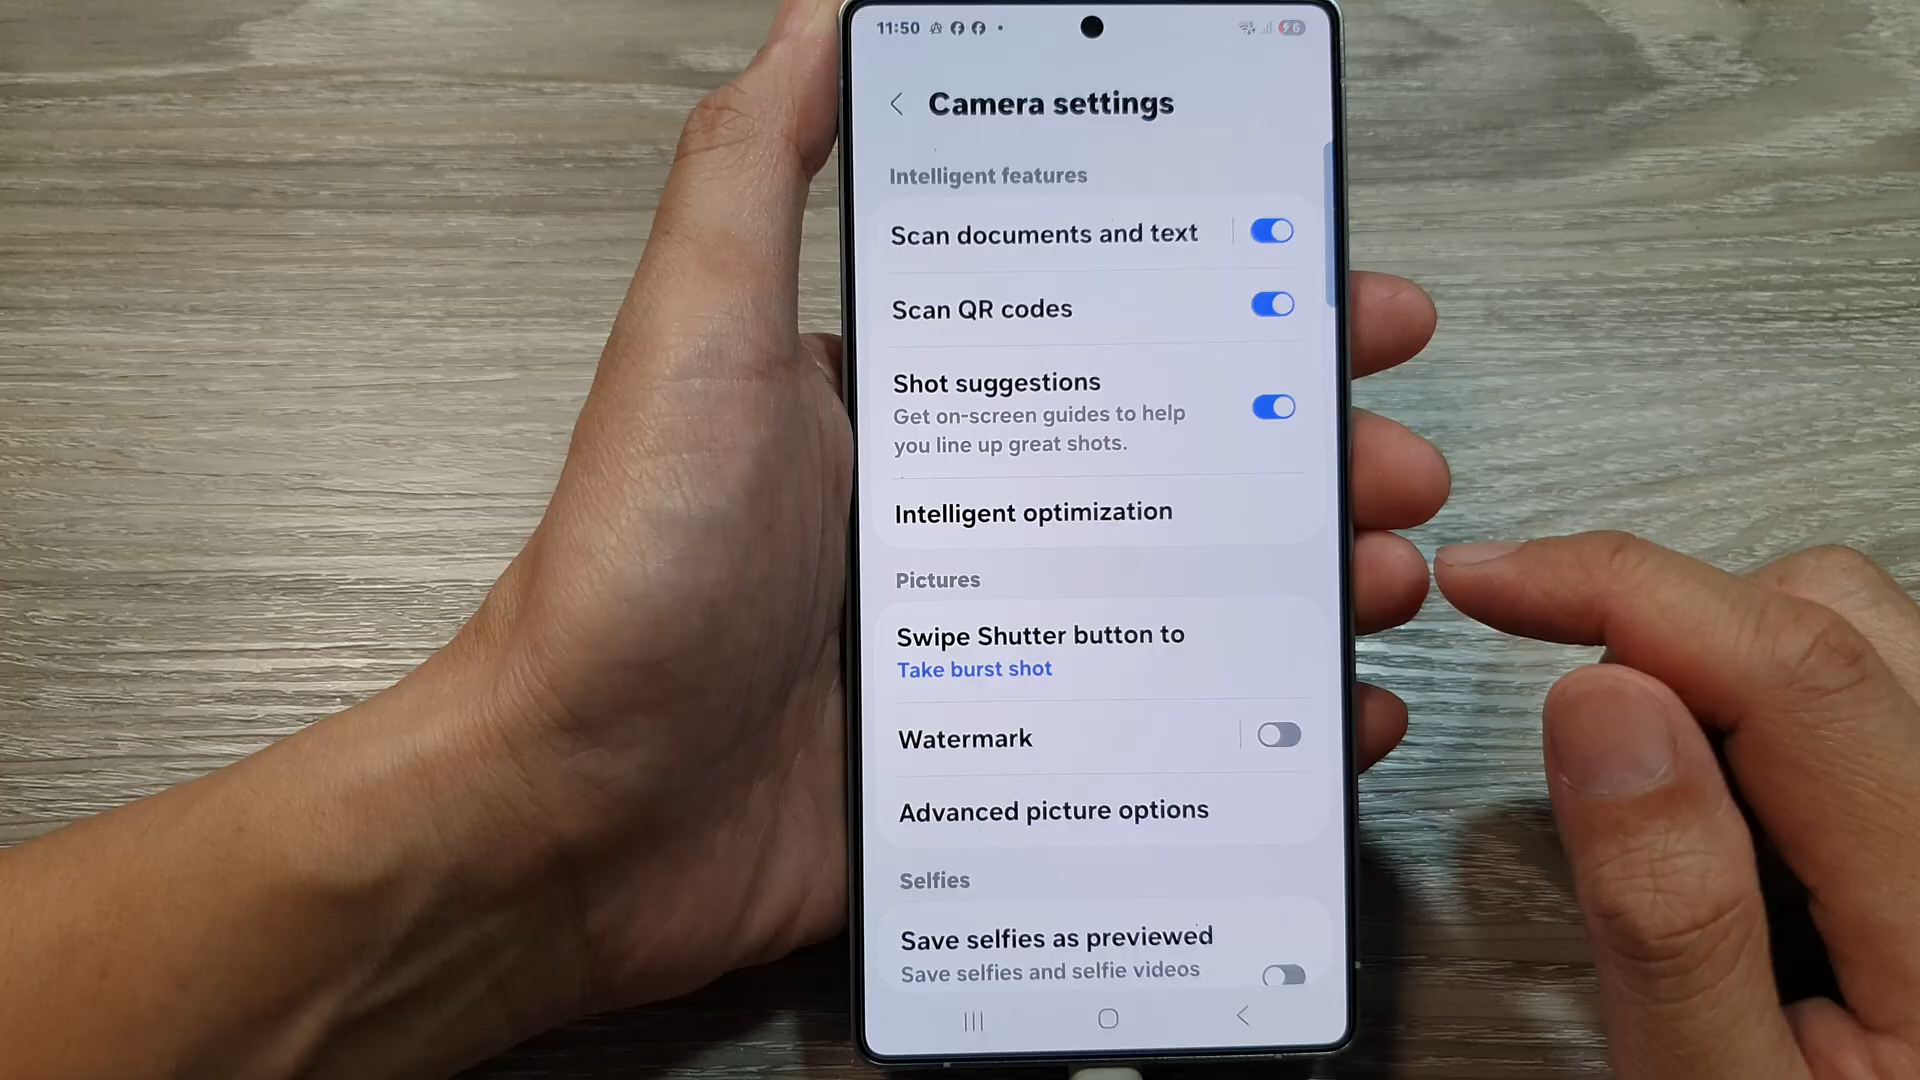 11:50
6
Camera settings
Intelligent features
Scan documents and text
Scan QR codes
Shot suggestions
Get on-screen guides to help
you line up great shots.
Intelligent optimization
Pictures
Swipe Shutter button to
Take burst shot
Watermark
Advanced picture options
Selfies
Save selfies as previewed
Save selfies and selfie videos